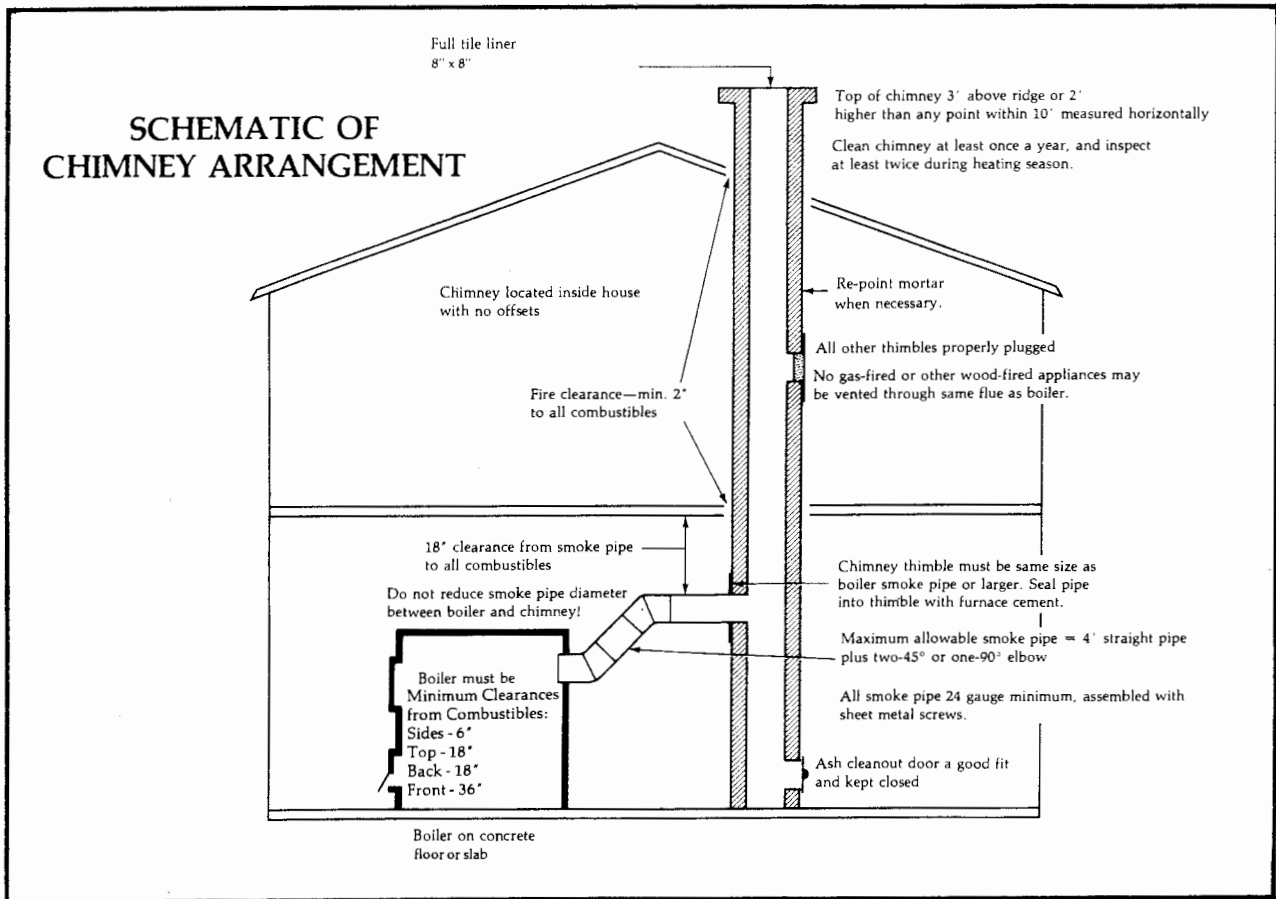 Full tile liner
8" x 8"
SCHEMATIC OF
CHIMNEY ARRANGEMENT
Top of chimney 3' above ridge or 2'
higher than any point within 10' measured horizontally
Clean chimney at least once a year, and inspect
at least twice during heating season.
Chimney located inside house
with no offsets
Re-point mortar
when necessary.
All other thimbles properly plugged
No gas-fired or other wood-fired appliances may
be vented through same flue as boiler.
Fire clearance—min. 2"
to all combustibles
18" clearance from smoke pipe
to all combustibles
Do not reduce smoke pipe diameter
between boiler and chimney!
Chimney thimble must be same size as
boiler smoke pipe or larger. Seal pipe
into thimble with furnace cement.
Maximum allowable smoke pipe = 4' straight pipe
plus two-45° or one-90° elbow
All smoke pipe 24 gauge minimum, assembled with
sheet metal screws.
Boiler must be
Minimum Clearances
from Combustibles:
Sides - 6"
Top - 18"
Back - 18"
Front - 36"
Ash cleanout door a good fit
and kept closed
Boiler on concrete
floor or slab